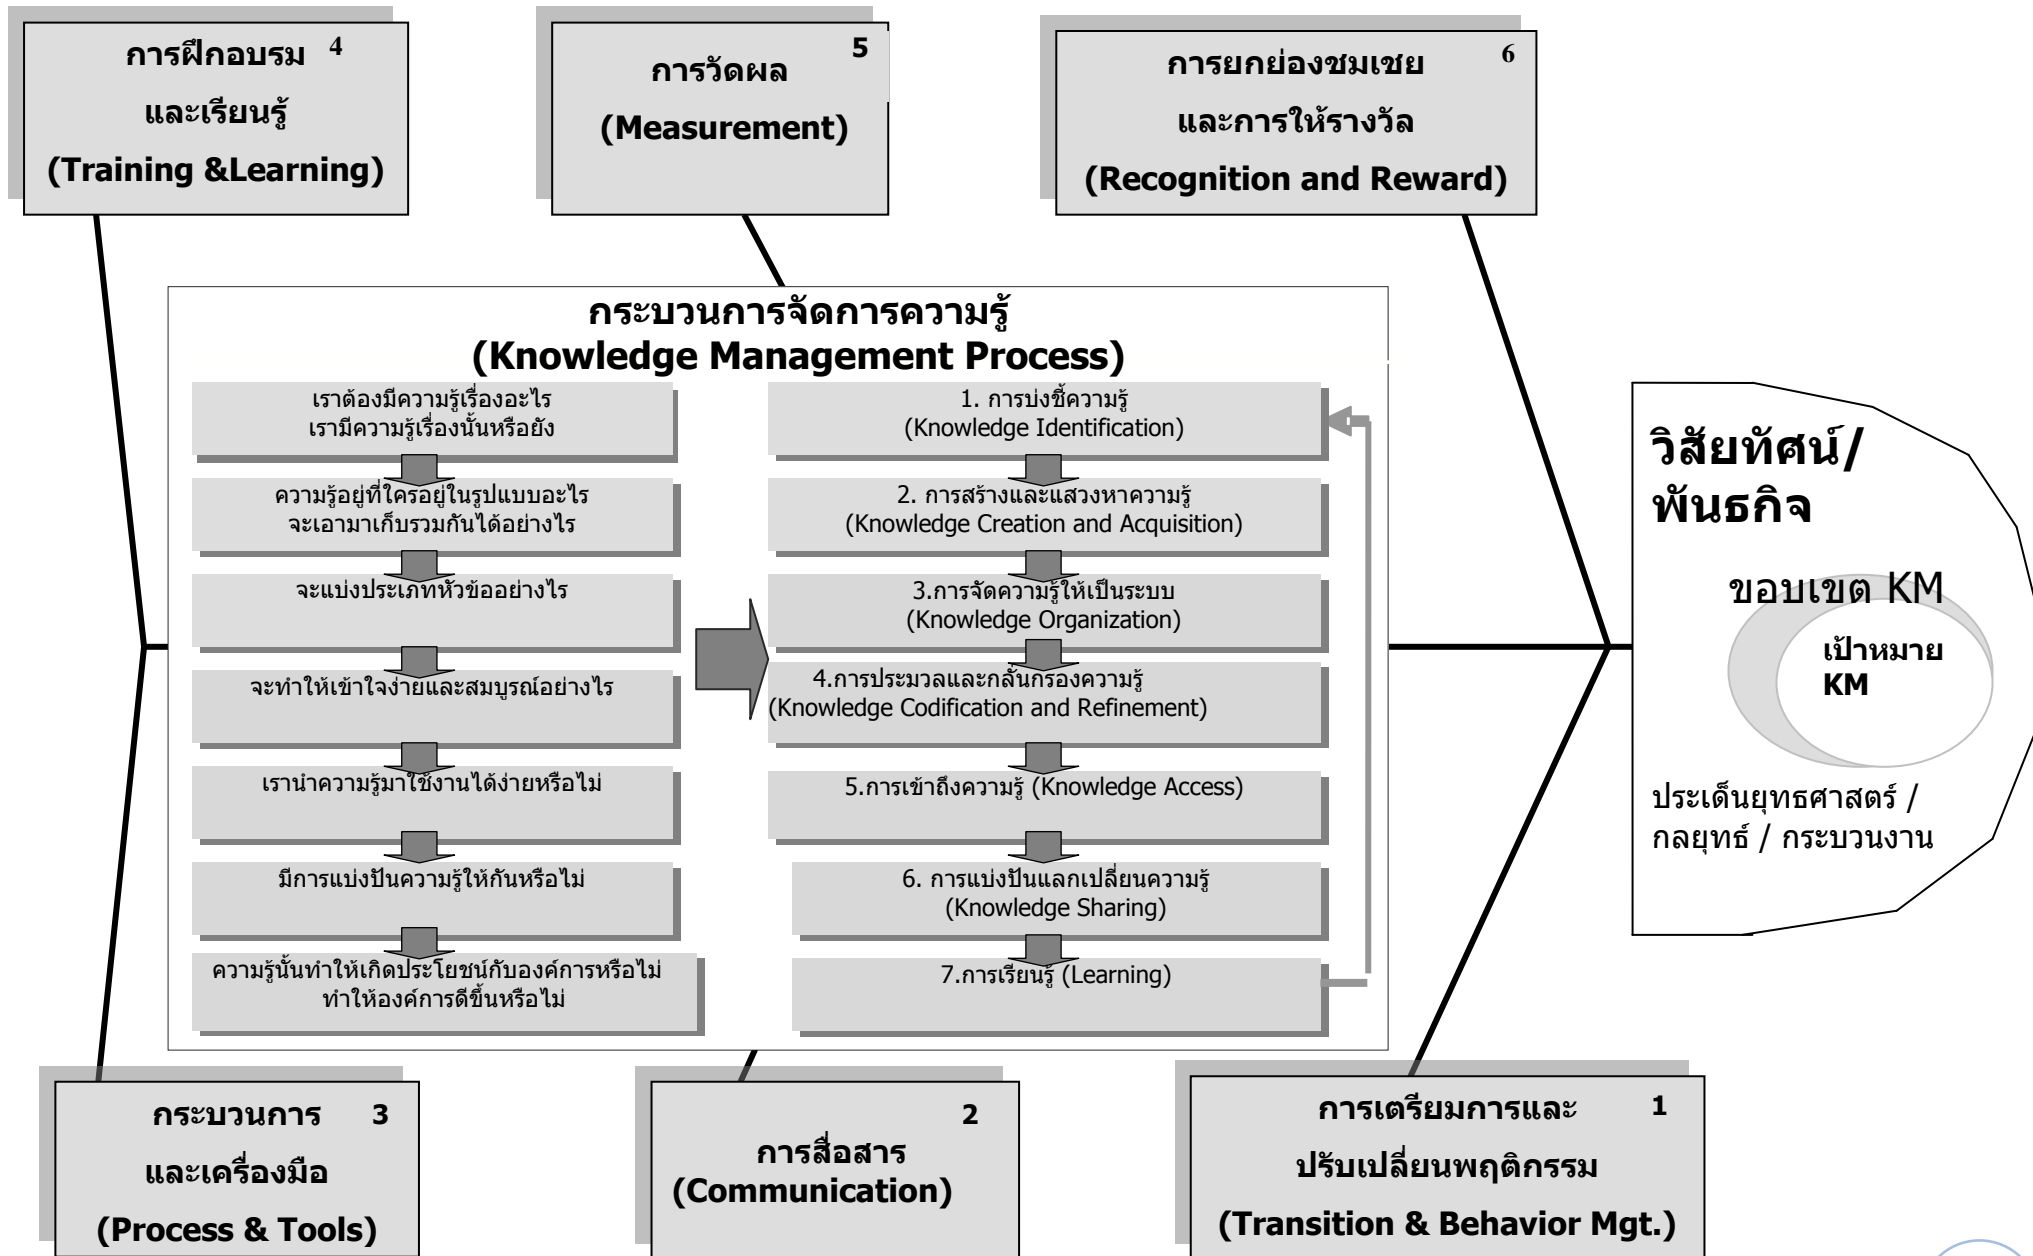 การฝึกอบรม 4
และเรียนรู้
(Training &Learning)
5
การวัดผล
(Measurement)
การยกย่องชมเชย 6
และการให้รางวัล
(Recognition and Reward)
กระบวนการจัดการความรู้
(Knowledge Management Process)
เราต้องมีความรู้เรื่องอะไร
เรามีความรู้เรื่องนั้นหรือยัง
ความรู้อยู่ที่ใครอยู่ในรูปแบบอะไร
จะเอามาเก็บรวมกันได้อย่างไร
จะแบ่งประเภทหัวข้ออย่างไร
จะทำให้เข้าใจง่ายและสมบูรณ์อย่างไร
เรานำความรู้มาใช้งานได้ง่ายหรือไม่
มีการแบ่งปันความรู้ให้กันหรือไม่
ความรู้นั้นทำให้เกิดประโยชน์กับองค์การหรือไม่
ทำให้องค์การดีขึ้นหรือไม่
1. การบ่งชี้ความรู้
(Knowledge Identification)
2. การสร้างและแสวงหาความรู้
(Knowledge Creation and Acquisition)
3.การจัดความรู้ให้เป็นระบบ
(Knowledge Organization)
4.การประมวลและกลั่นกรองความรู้
(Knowledge Codification and Refinement)
5.การเข้าถึงความรู้ (Knowledge Access)
6. การแบ่งปันแลกเปลี่ยนความรู้
(Knowledge Sharing)
7.การเรียนรู้ (Learning)
วิสัยทัศน์/
พันธกิจ
ขอบเขต KM
เป้าหมาย
KM
ประเด็นยุทธศาสตร์ /
กลยุทธ์ / กระบวนงาน
กระบวนการ 3
และเครื่องมือ
(Process & Tools)
2
การสื่อสาร
(Communication)
การเตรียมการและ 1
ปรับเปลี่ยนพฤติกรรม
(Transition & Behavior Mgt.)